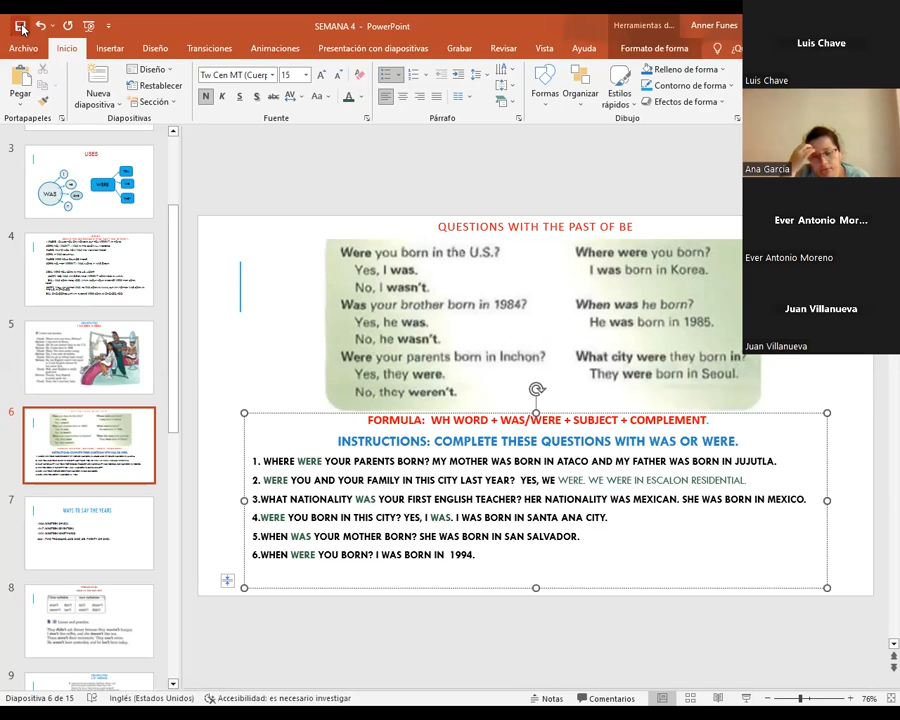 SEMANA 4 - PowerPoint
Herramientas d...
Anner Funes
Archivo
Inicio
Insertar
Diseño
Transiciones
Animaciones
Presentación con diapositivas
Grabar
Revisar
Vista
Ayuda
Formato de forma
¿Q
Pegar
Portapapeles
Nueva
diapositiva
Diseño
Restablecer
Sección
Diapositivas
Tw Cen MT (Cuerp
15
N K S S abc AV Aa A
Fuente
Párrafo
Formas
Organizar
Estilos
rápidos
Relleno de forma
Contorno de forma
Efectos de forma
Dibujo
Luis Chave
Luis Chave
Ana García
Ever Antonio Mor...
Ever Antonio Moreno
Juan Villanueva
Juan Villanueva
3
USES
WAS
WERE
4
5
6
7
WAYS TO SAY THE YEARS
8
9
QUESTIONS WITH THE PAST OF BE
Were you born in the U.S.?
Yes, I was.
No, I wasn't.
Was your brother born in 1984?
Yes, he was.
No, he wasn't.
Were your parents born in Inchon?
Yes, they were.
No, they weren't.
Where were you born?
I was born in Korea.
When was he born?
He was born in 1985.
What city were they born in?
They were born in Seoul.
FORMULA: WH WORD + WAS/WERE + SUBJECT + COMPLEMENT.
INSTRUCTIONS: COMPLETE THESE QUESTIONS WITH WAS OR WERE.
1. WHERE WERE YOUR PARENTS BORN? MY MOTHER WAS BORN IN ATACO AND MY FATHER WAS BORN IN JUJUTLA.
2. WERE YOU AND YOUR FAMILY IN THIS CITY LAST YEAR? YES, WE WERE. WE WERE IN ESCALON RESIDENTIAL.
3.WHAT NATIONALITY WAS YOUR FIRST ENGLISH TEACHER? HER NATIONALITY WAS MEXICAN. SHE WAS BORN IN MEXICO.
4.WERE YOU BORN IN THIS CITY? YES, I WAS. I WAS BORN IN SANTA ANA CITY.
5.WHEN WAS YOUR MOTHER BORN? SHE WAS BORN IN SAN SALVADOR.
6.WHEN WERE YOU BORN? I WAS BORN IN 1994.
Diapositiva 6 de 15
Inglés (Estados Unidos)
Accesibilidad: es necesario investigar
Notas
Comentarios
76%